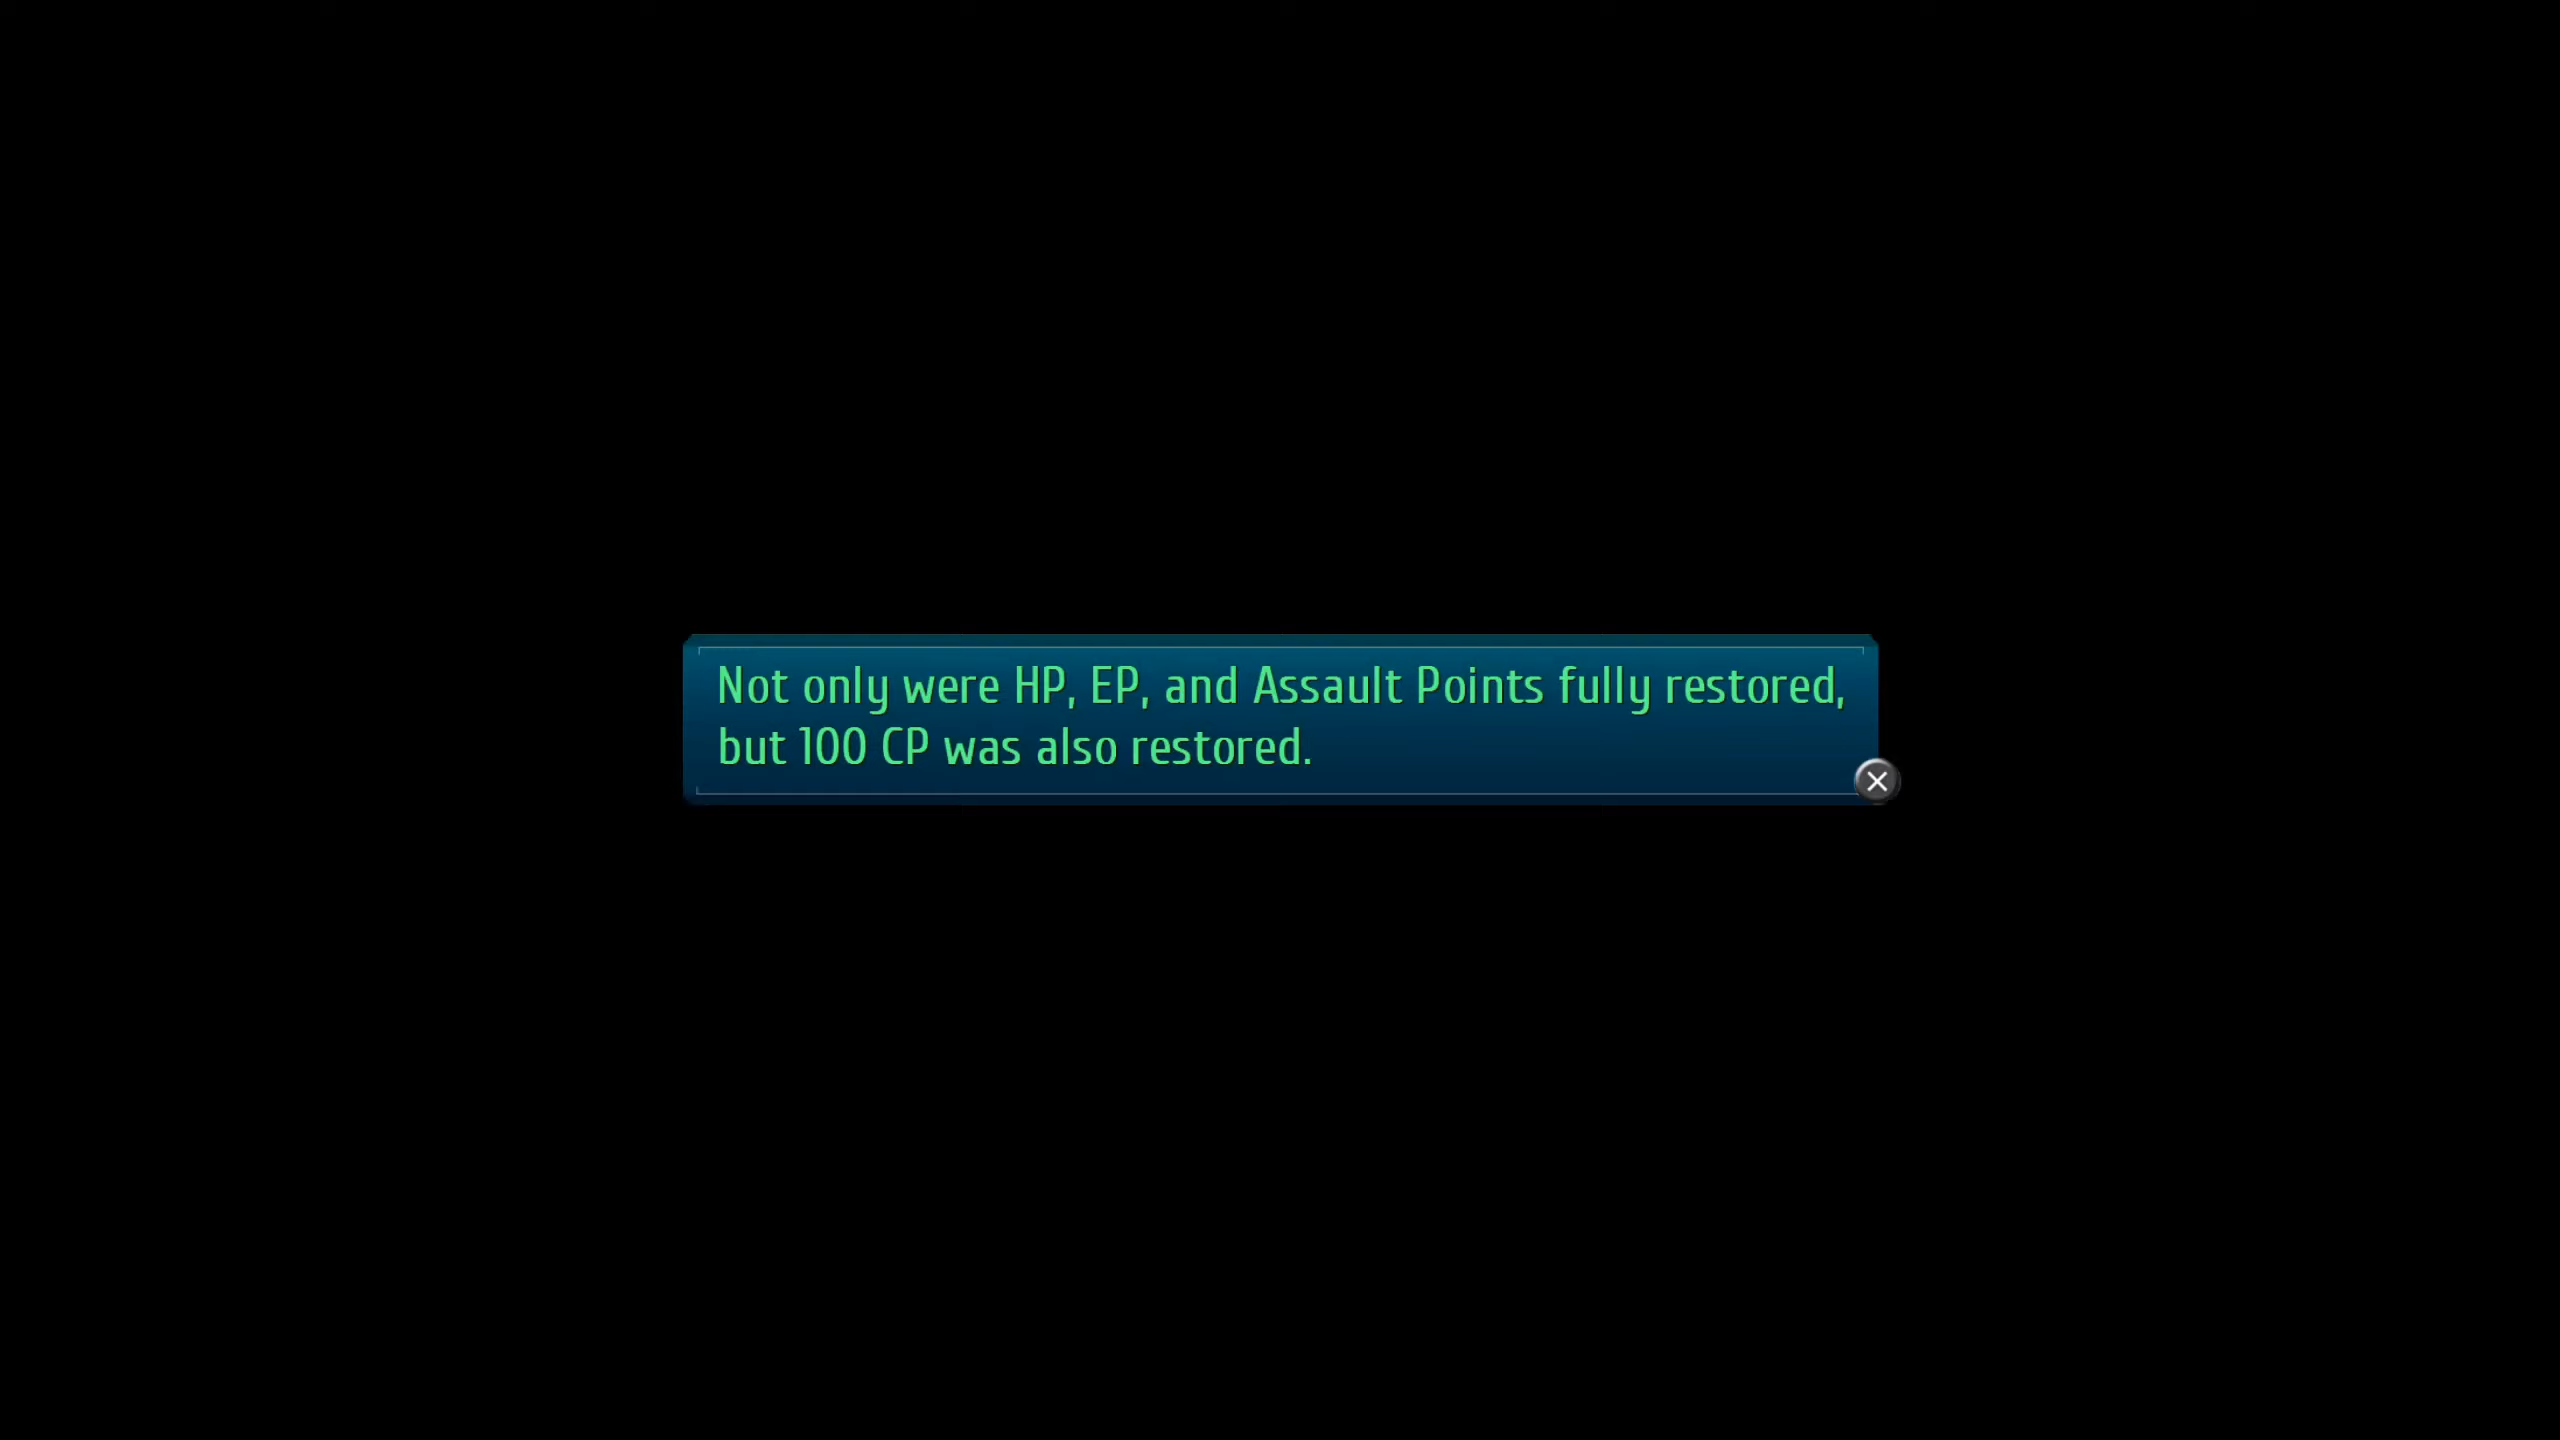 Not only were HP, EP, and Assault Points fully restored,
but 100 CP was also restored.